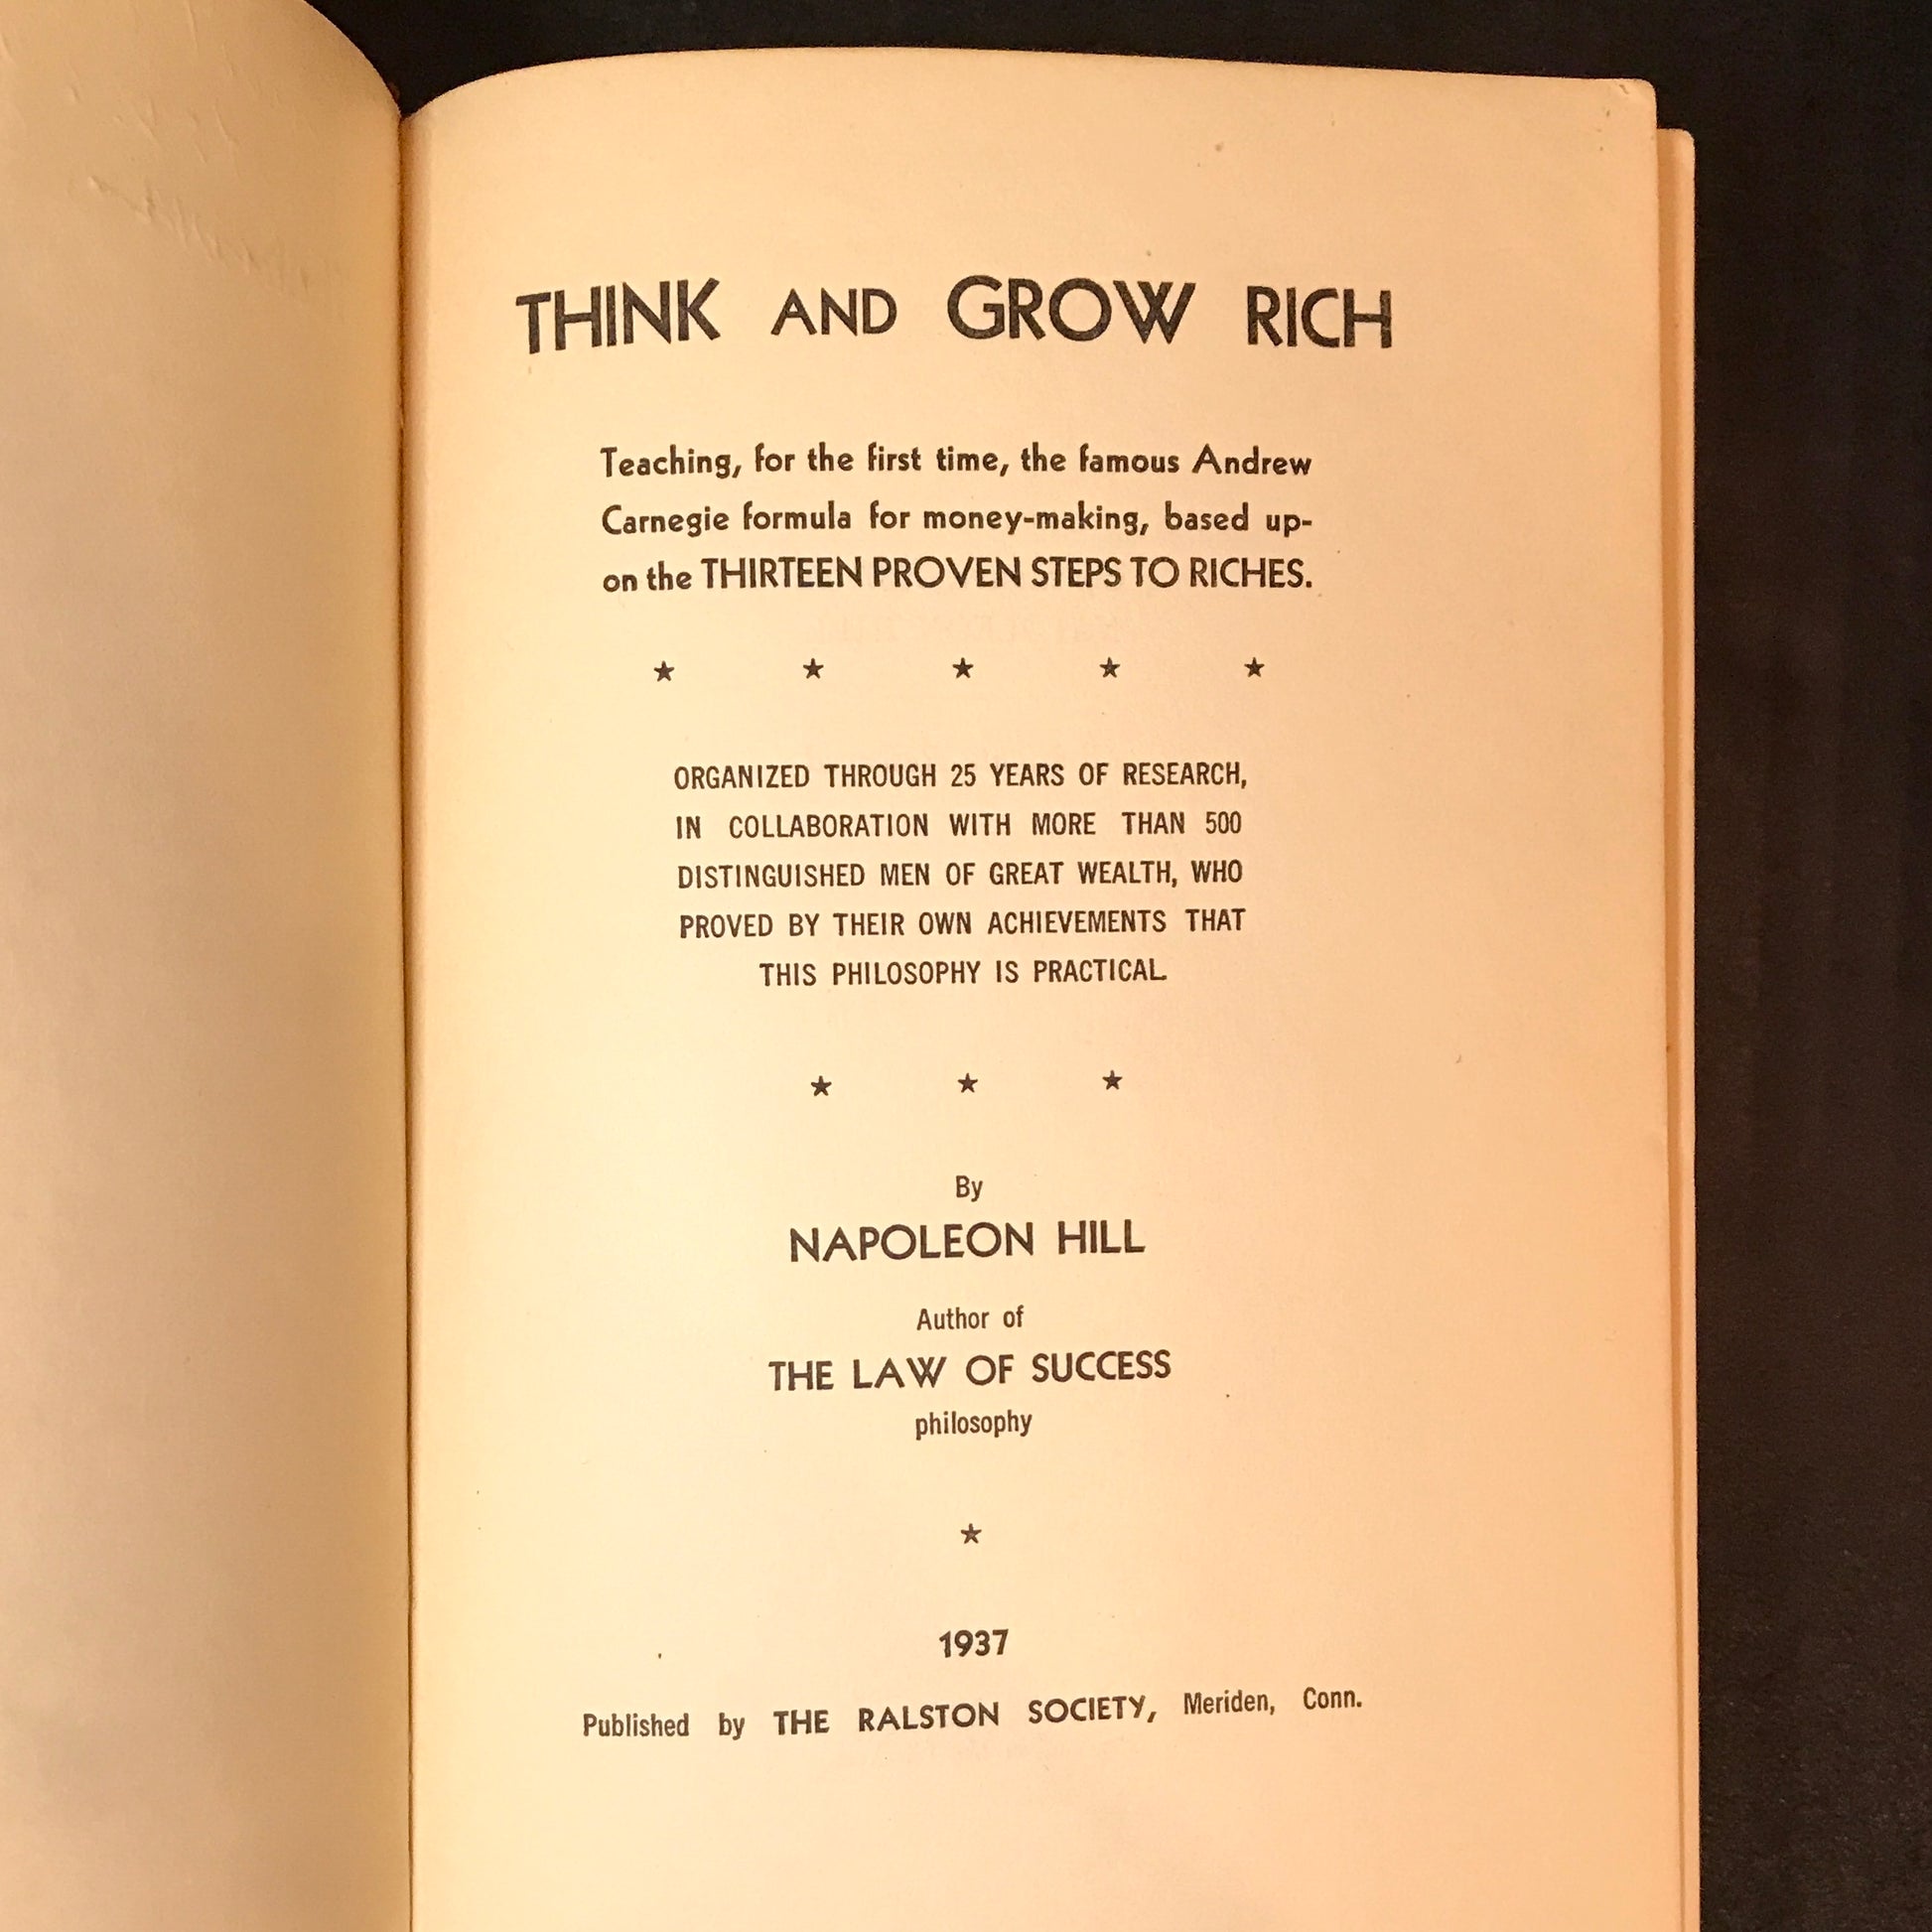 THINK AND GROW RICH
Teaching, for the first time, the famous Andrew
Carnegie formula for money-making, based up-
on the THIRTEEN PROVEN STEPS TO RICHES.
★ ★ ★ ★ ★
ORGANIZED THROUGH 25 YEARS OF RESEARCH,
IN COLLABORATION WITH MORE THAN 500
DISTINGUISHED MEN OF GREAT WEALTH, WHO
PROVED BY THEIR OWN ACHIEVEMENTS THAT
THIS PHILOSOPHY IS PRACTICAL.
★ ★ ★
By
NAPOLEON HILL
Author of
THE LAW OF SUCCESS
philosophy
★
1937
Published by THE RALSTON SOCIETY, Meriden, Conn.